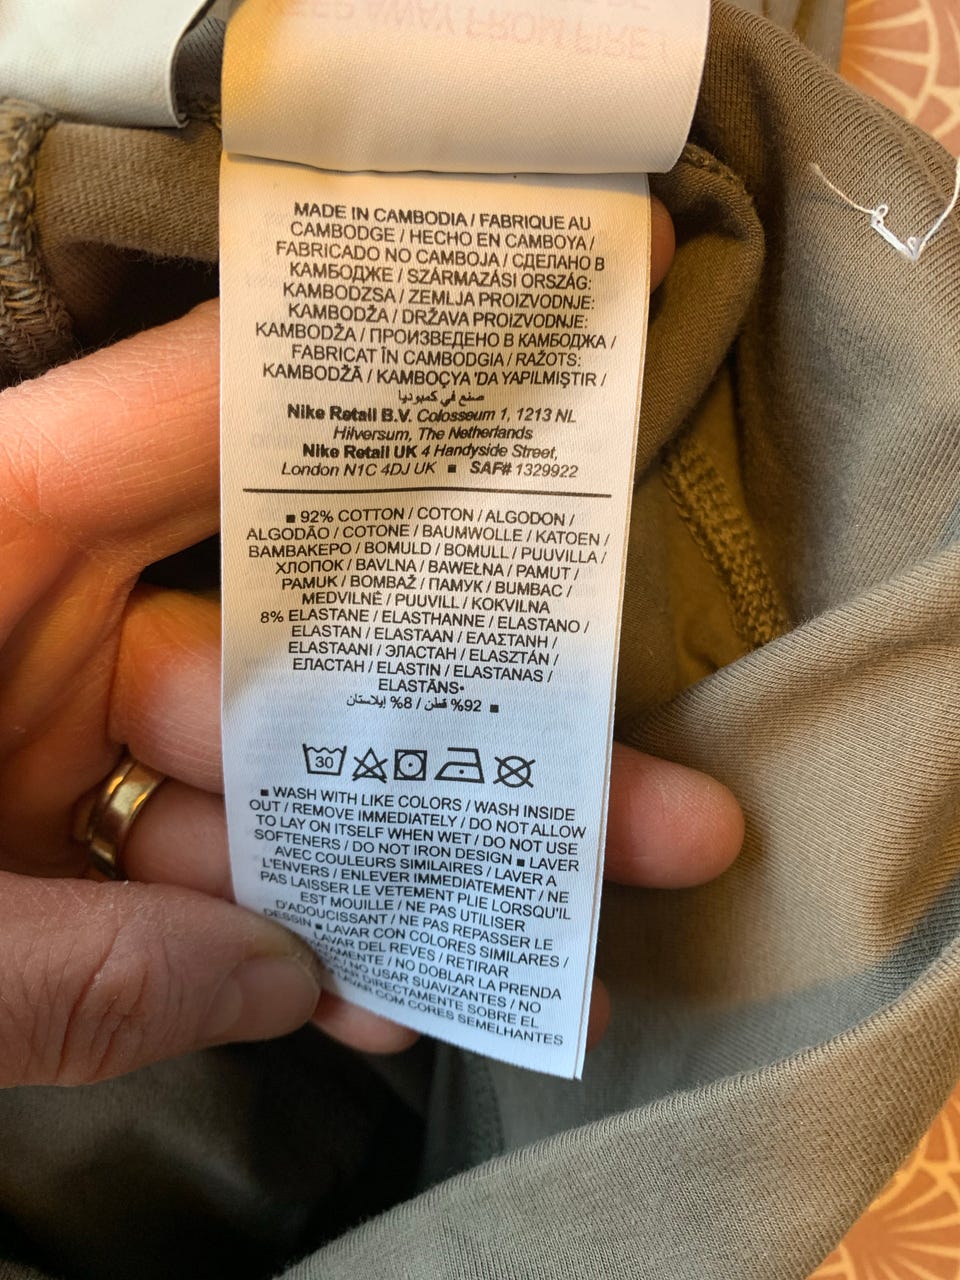 KEEP AWAY FROM FIRE
MADE IN CAMBODIA / FABRIQUE AU
CAMBODGE / HECHO EN CAMBOYA /
FABRICADO NO CAMBOJA / СДЕЛАНО В
КАМБОДЖЕ / SZÁRMAZÁSI ORSZÁG:
KAMBODZSA / ZEMLJA PROIZVODNJE:
KAMBODŽA / DRŽAVA PROIZVODNJE:
KAMBODŽA / ПРОИЗВЕДЕНО В КАМБОДЖА /
FABRICAT ÎN CAMBODGIA / RAŽOTS:
KAMBODŽĀ / KAMBOÇYA 'DA YAPILMIŞTIR /
صنع في كمبوديا
Nike Retail B.V. Colosseum 1, 1213 NL
Hilversum, The Netherlands
Nike Retail UK 4 Handyside Street,
London N1C 4DJ UK ■ SAF# 1329922
■ 92% COTTON / COTON / ALGODON /
ALGODÃO / COTONE / BAUMWOLLE / KATOEN /
ΒΑΜΒΑΚΕΡΟ / BOMULD / BOMULL / PUUVILLA /
ХЛОПОК / BAVLNA / BAWEŁNA / PAMUT /
PAMUK / BOMBAŽ / ПАМУК / BUMBAC /
MEDVILNĖ / PUUVILL / KOKVILNA
8% ELASTANE / ELASTHANNE / ELASTANO /
ELASTAN / ELASTAAN / ΕΛΑΣΤΑΝΗ /
ELASTAANI / ЭЛАСТАН / ELASZTÁN /
ЕЛАСТАН / ELASTIN / ELASTANAS /
ELASTĀNS•
■ 92% قطن / 8% إيلاستان
30
■ WASH WITH LIKE COLORS / WASH INSIDE
OUT / REMOVE IMMEDIATELY / DO NOT ALLOW
TO LAY ON ITSELF WHEN WET / DO NOT USE
SOFTENERS / DO NOT IRON DESIGN ■ LAVER
AVEC COULEURS SIMILAIRES / LAVER A
L'ENVERS / ENLEVER IMMEDIATEMENT / NE
PAS LAISSER LE VETEMENT PLIE LORSQU'IL
EST MOUILLE / NE PAS UTILISER
D'ADOUCISSANT / NE PAS REPASSER LE
DESSIN ■ LAVAR CON COLORES SIMILARES /
LAVAR DEL REVES / RETIRAR
/ NO DOBLAR LA PRENDA
NO USAR SUAVIZANTES / NO
DIRECTAMENTE SOBRE EL
COM CORES SEMELHANTES